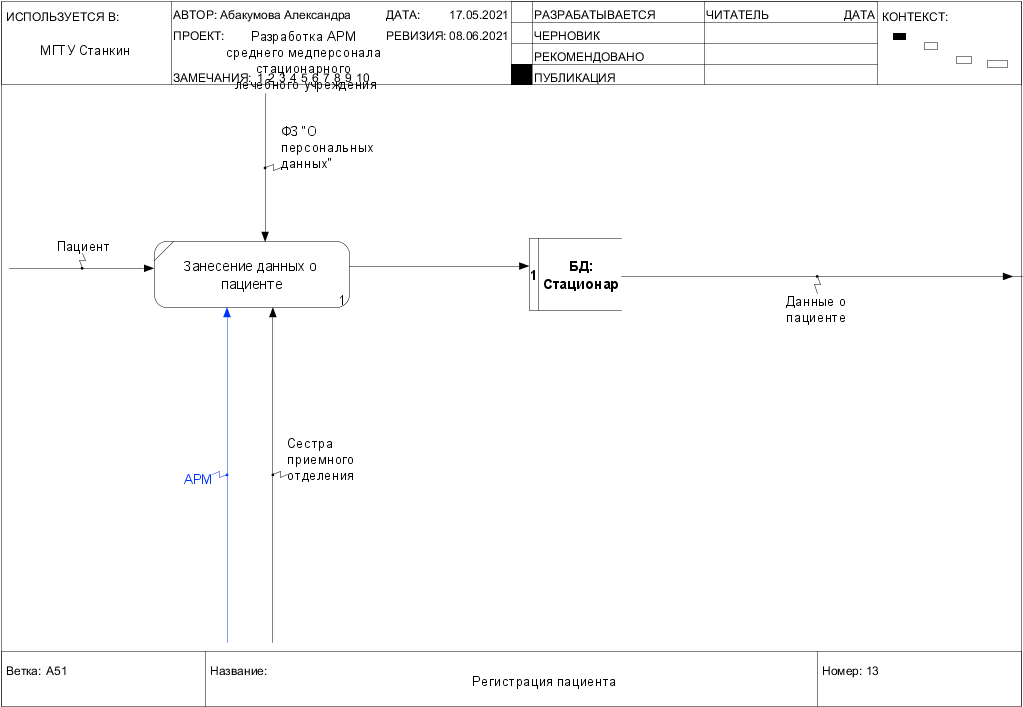 ИСПОЛЬЗУЕТСЯ В:
МГТУ Станкин
АВТОР: Абакумова Александра
ДАТА: 17.05.2021
ПРОЕКТ: Разработка АРМ
среднего медперсонала
стационарного
лечебного учреждения
РЕВИЗИЯ: 08.06.2021
ЗАМЕЧАНИЯ: 1 2 3 4 5 6 7 8 9 10
РАЗРАБАТЫВАЕТСЯ
ЧЕРНОВИК
РЕКОМЕНДОВАНО
ПУБЛИКАЦИЯ
ЧИТАТЕЛЬ
ДАТА
КОНТЕКСТ:
ФЗ "О
персональных
данных"
Пациент
Занесение данных о
пациенте
1
1
БД:
Стационар
Данные о
пациенте
Сестра
приемного
отделения
АРМ
Ветка: A51
Название:
Регистрация пациента
Номер: 13